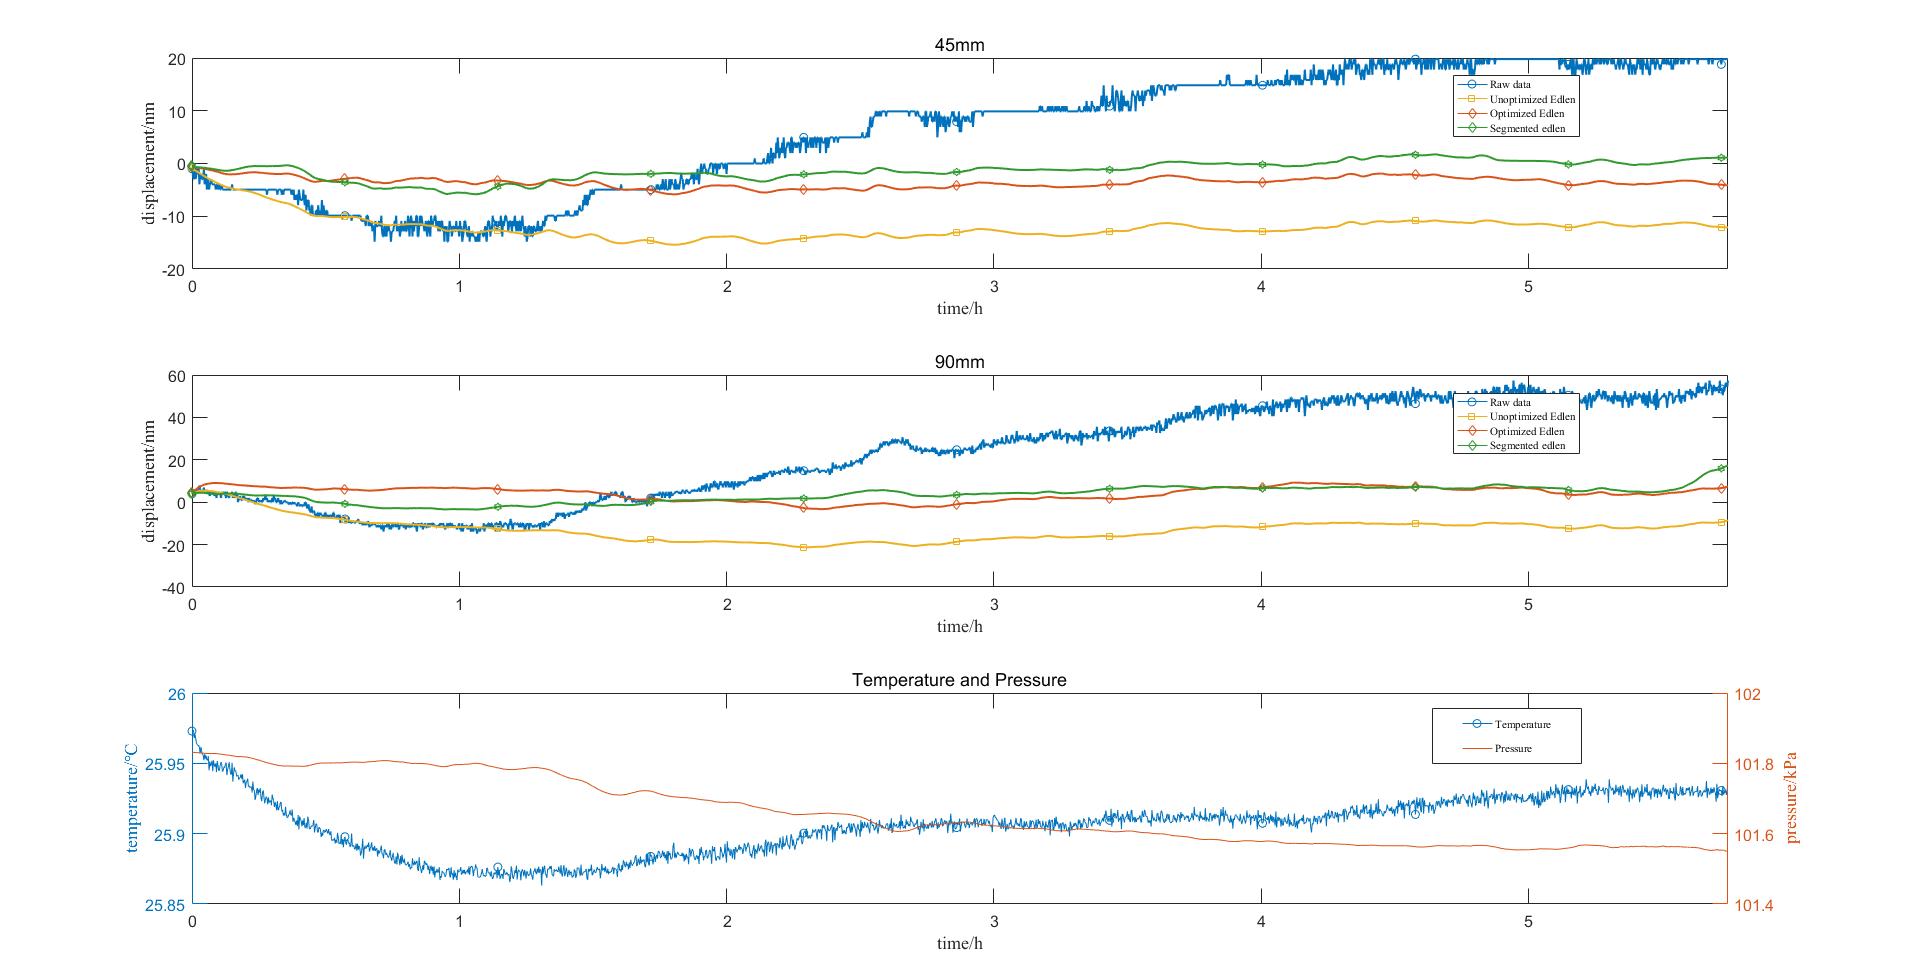 45mm
20
10
0
-10
-20
displacement/nm
0 1 2 3 4 5
time/h
Raw data
Unoptimized Edlen
Optimized Edlen
Segmented edlen
90mm
60
40
20
0
-20
-40
displacement/nm
0 1 2 3 4 5
time/h
Raw data
Unoptimized Edlen
Optimized Edlen
Segmented edlen
Temperature and Pressure
26
25.95
25.9
25.85
temperature/°C
102
101.8
101.6
101.4
pressure/kPa
0 1 2 3 4 5
time/h
Temperature
Pressure